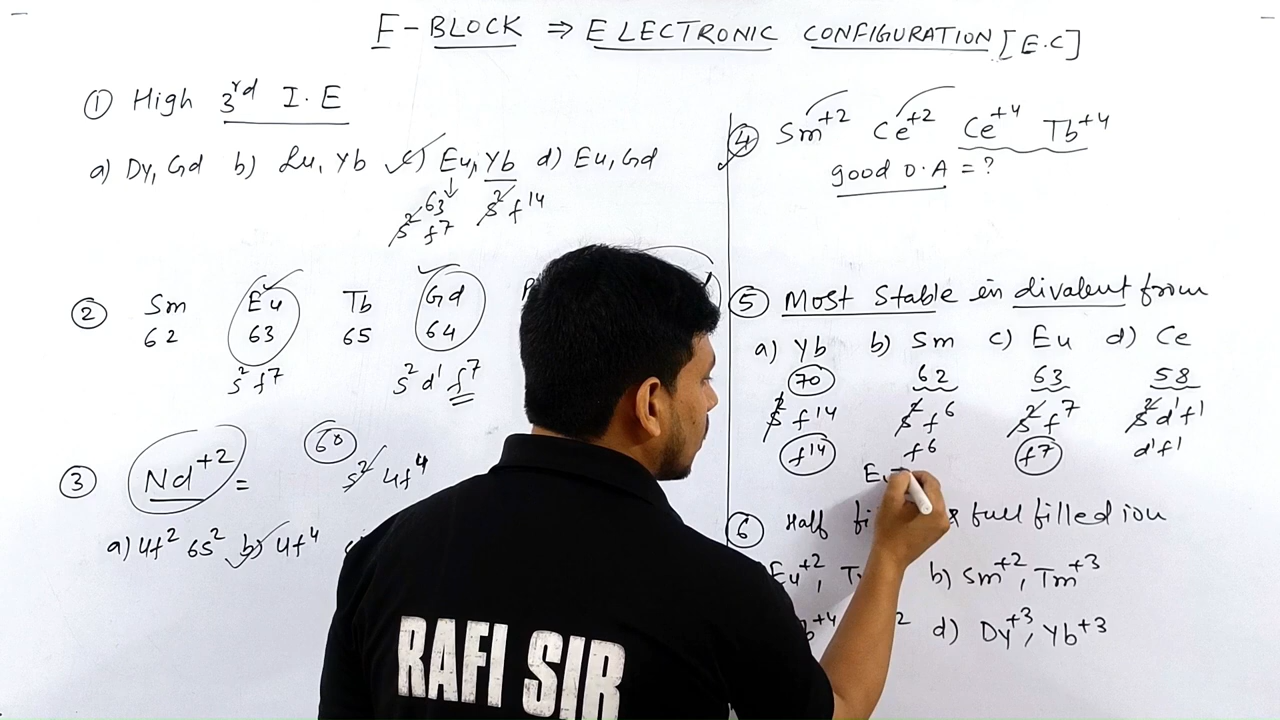 F-BLOCK ⇒ ELECTRONIC CONFIGURATION [E.C]
① High 3rd I.E
a) Dy, Gd b) Lu, Yb c) Eu, Yb d) Eu, Gd
63
s² f⁷ s² f¹⁴
② Sm Eu Tb Gd
62 63 65 64
s² f⁷ s² d¹ f⁷
③ Nd⁺² =
60
s² 4f⁴
a) 4f² 6s² b) 4f⁴
④ Sm⁺² Ce⁺² Ce⁺⁴ Tb⁺⁴
good O.A = ?
⑤ Most Stable in divalent from
a) Yb b) Sm c) Eu d) Ce
70 62 63 58
s² f¹⁴ s² f⁶ s² f⁷ s² d¹ f¹
f¹⁴ f⁶ f⁷ d¹ f¹
⑥ Half & full filled ion
Eu⁺², b) Sm⁺², Tm⁺³
d) Dy⁺³, Yb⁺³
RAFI SIR